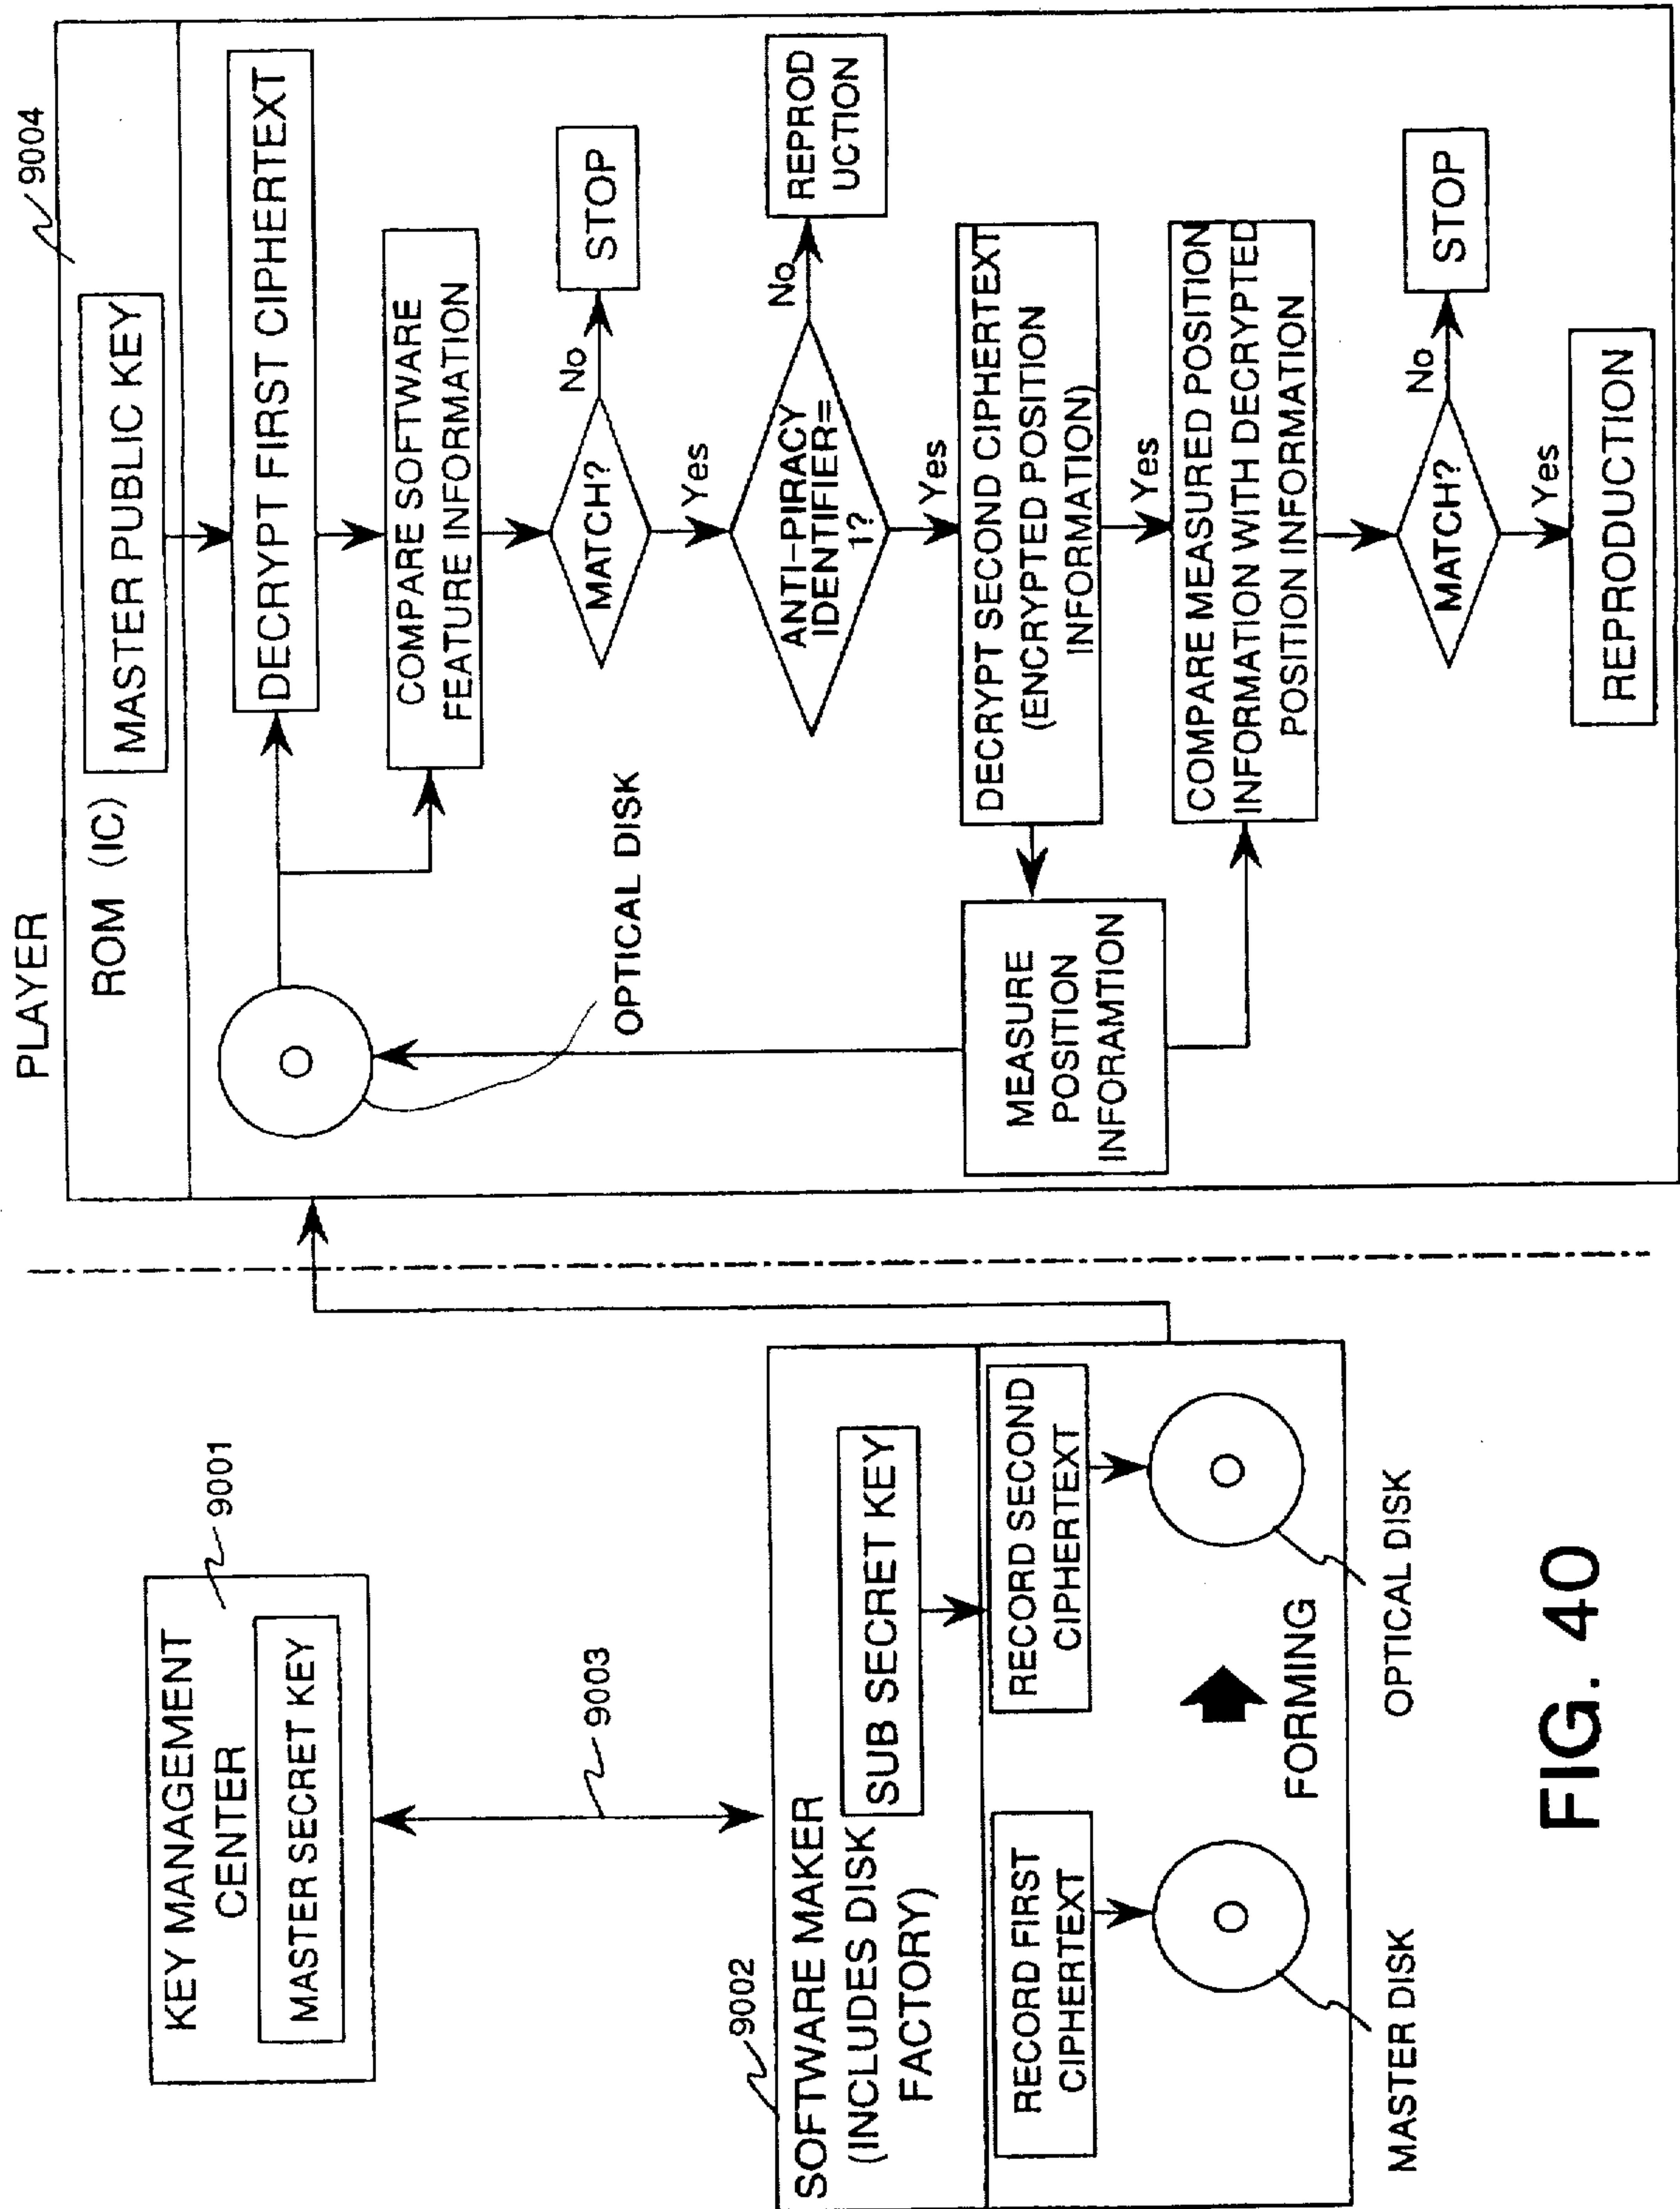 KEY MANAGEMENT
CENTER
MASTER SECRET KEY
9001
9003
9002
SOFTWARE MAKER
(INCLUDES DISK
FACTORY)
SUB SECRET KEY
RECORD FIRST
CIPHERTEXT
RECORD SECOND
CIPHERTEXT
FORMING
MASTER DISK
OPTICAL DISK
PLAYER
9004
ROM (IC)
MASTER PUBLIC KEY
DECRYPT FIRST CIPHERTEXT
COMPARE SOFTWARE
FEATURE INFORMATION
OPTICAL DISK
MATCH?
No
STOP
Yes
ANTI-PIRACY
IDENTIFIER=
1?
No
REPROD
UCTION
Yes
DECRYPT SECOND CIPHERTEXT
(ENCRYPTED POSITION
INFORMATION)
MEASURE
POSITION
INFORAMTION
Yes
COMPARE MEASURED POSITION
INFORMATION WITH DECRYPTED
POSITION INFORMATION
MATCH?
No
STOP
Yes
REPRODUCTION
FIG. 40